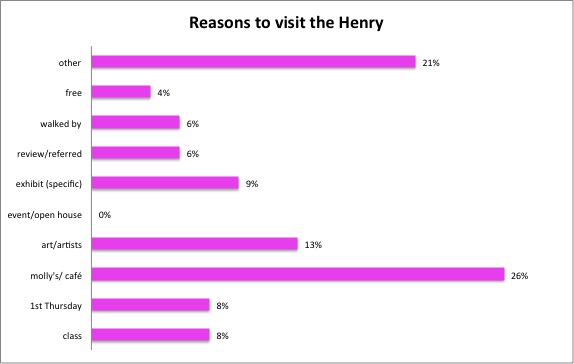 Reasons to visit the Henry
other 21%
free 4%
walked by 6%
review/referred 6%
exhibit (specific) 9%
event/open house 0%
art/artists 13%
molly's/ café 26%
1st Thursday 8%
class 8%